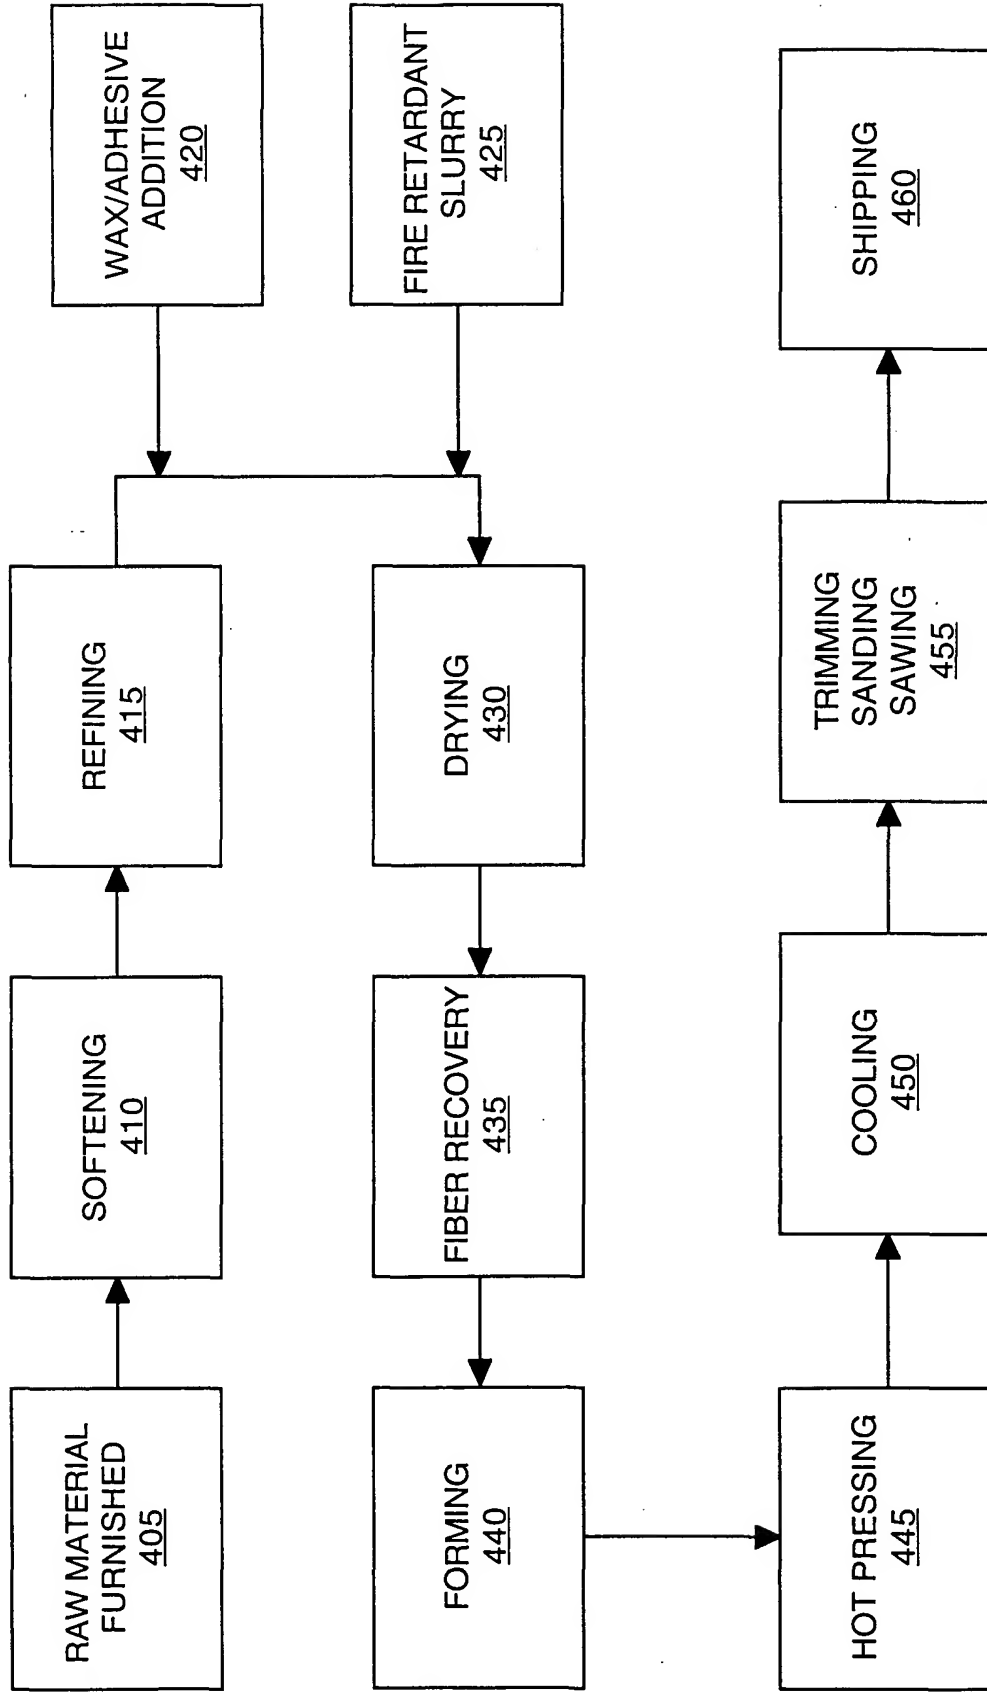 RAW MATERIAL
FURNISHED
405
SOFTENING
410
REFINING
415
WAX/ADHESIVE
ADDITION
420
FIRE RETARDANT
SLURRY
425
DRYING
430
FIBER RECOVERY
435
FORMING
440
HOT PRESSING
445
COOLING
450
TRIMMING
SANDING
SAWING
455
SHIPPING
460